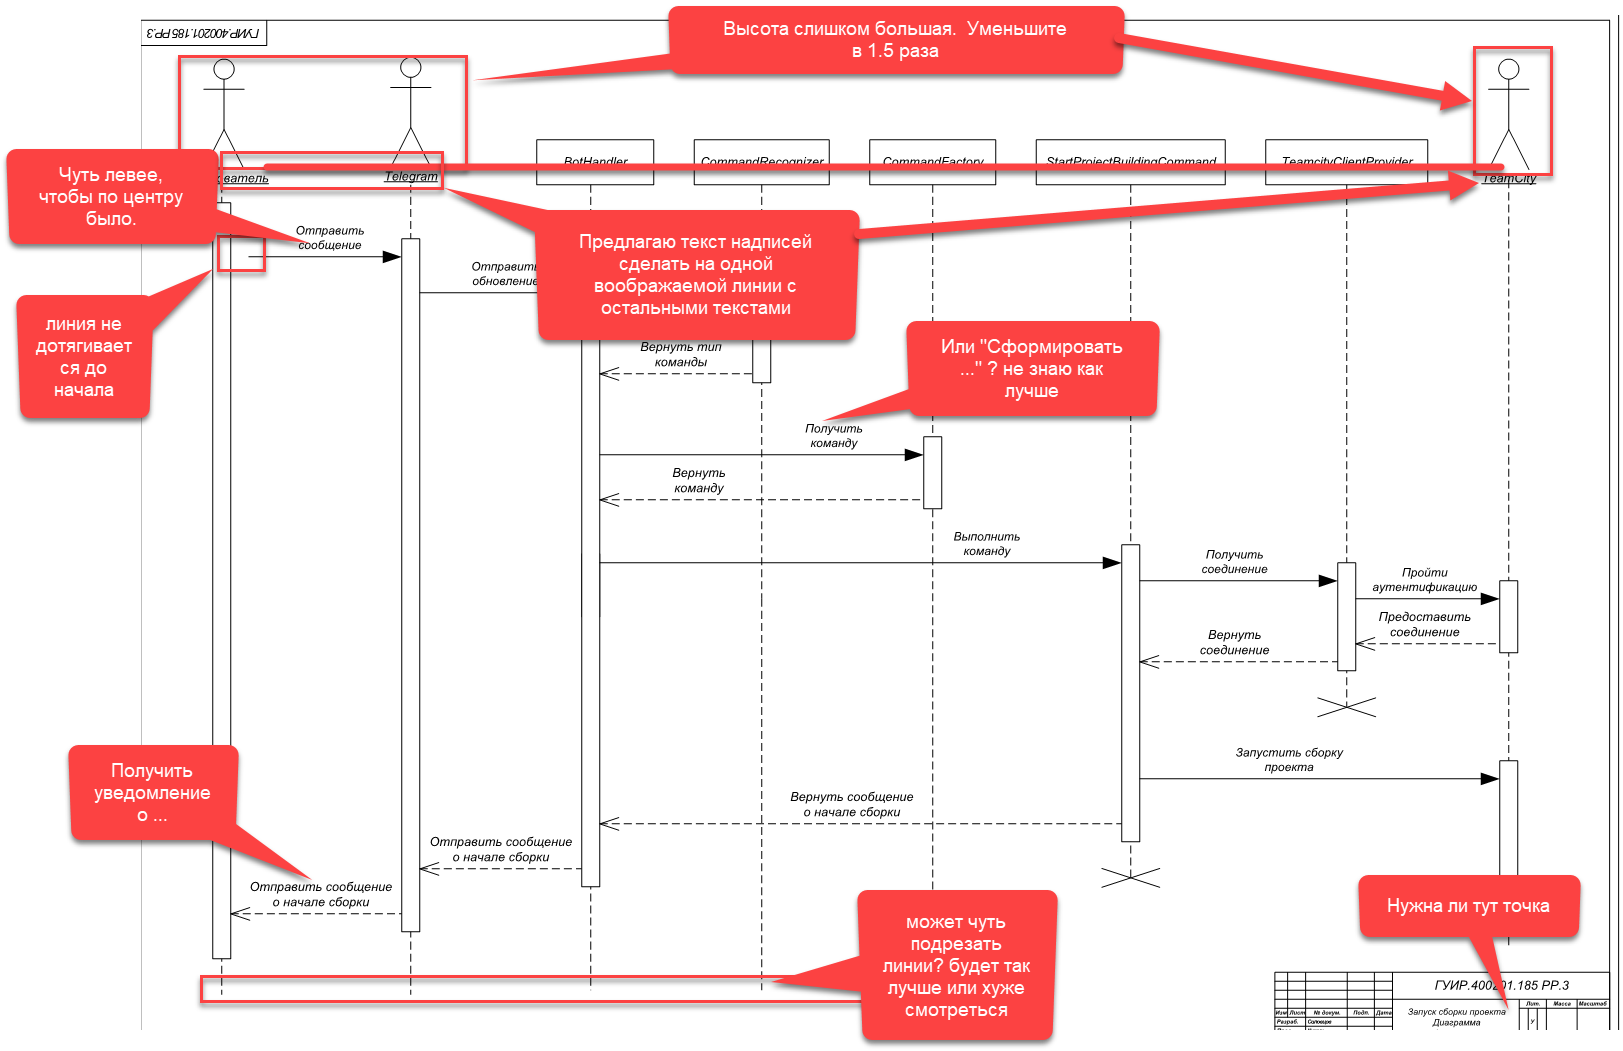 ГУИР.400201.185 РР.3
Высота слишком большая. Уменьшите
в 1.5 раза
BotHandler
CommandRecognizer
CommandFactory
StartProjectBuildingCommand
TeamcityClientProvider
TeamCity
Telegram
ователь
Чуть левее,
чтобы по центру
было.
Отправить
сообщение
Отправить
обновление
Предлагаю текст надписей
сделать на одной
воображаемой линии с
остальными текстами
линия не
дотягивает
ся до
начала
Вернуть тип
команды
Или "Сформировать
..." ? не знаю как
лучше
Получить
команду
Вернуть
команду
Выполнить
команду
Получить
соединение
Пройти
аутентификацию
Предоставить
соединение
Вернуть
соединение
Запустить сборку
проекта
Получить
уведомление
о ...
Вернуть сообщение
о начале сборки
Отправить сообщение
о начале сборки
Отправить сообщение
о начале сборки
может чуть
подрезать
линии? будет так
лучше или хуже
смотреться
Нужна ли тут точка
ГУИР.400201.185 РР.3
Запуск сборки проекта
Диаграмма
Лит. Масса Масштаб
У
Изм Лист № докум. Подп. Дата
Разраб.